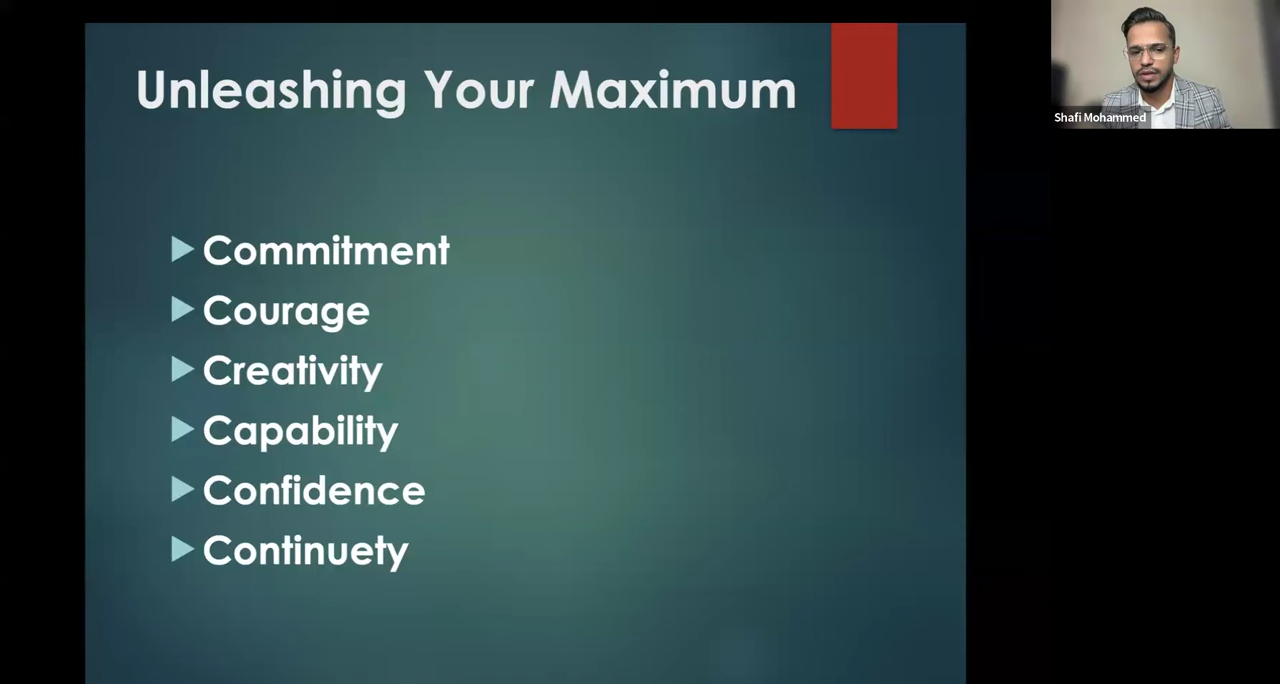 Unleashing Your Maximum
Commitment
Courage
Creativity
Capability
Confidence
Continuety
Shafi Mohammed